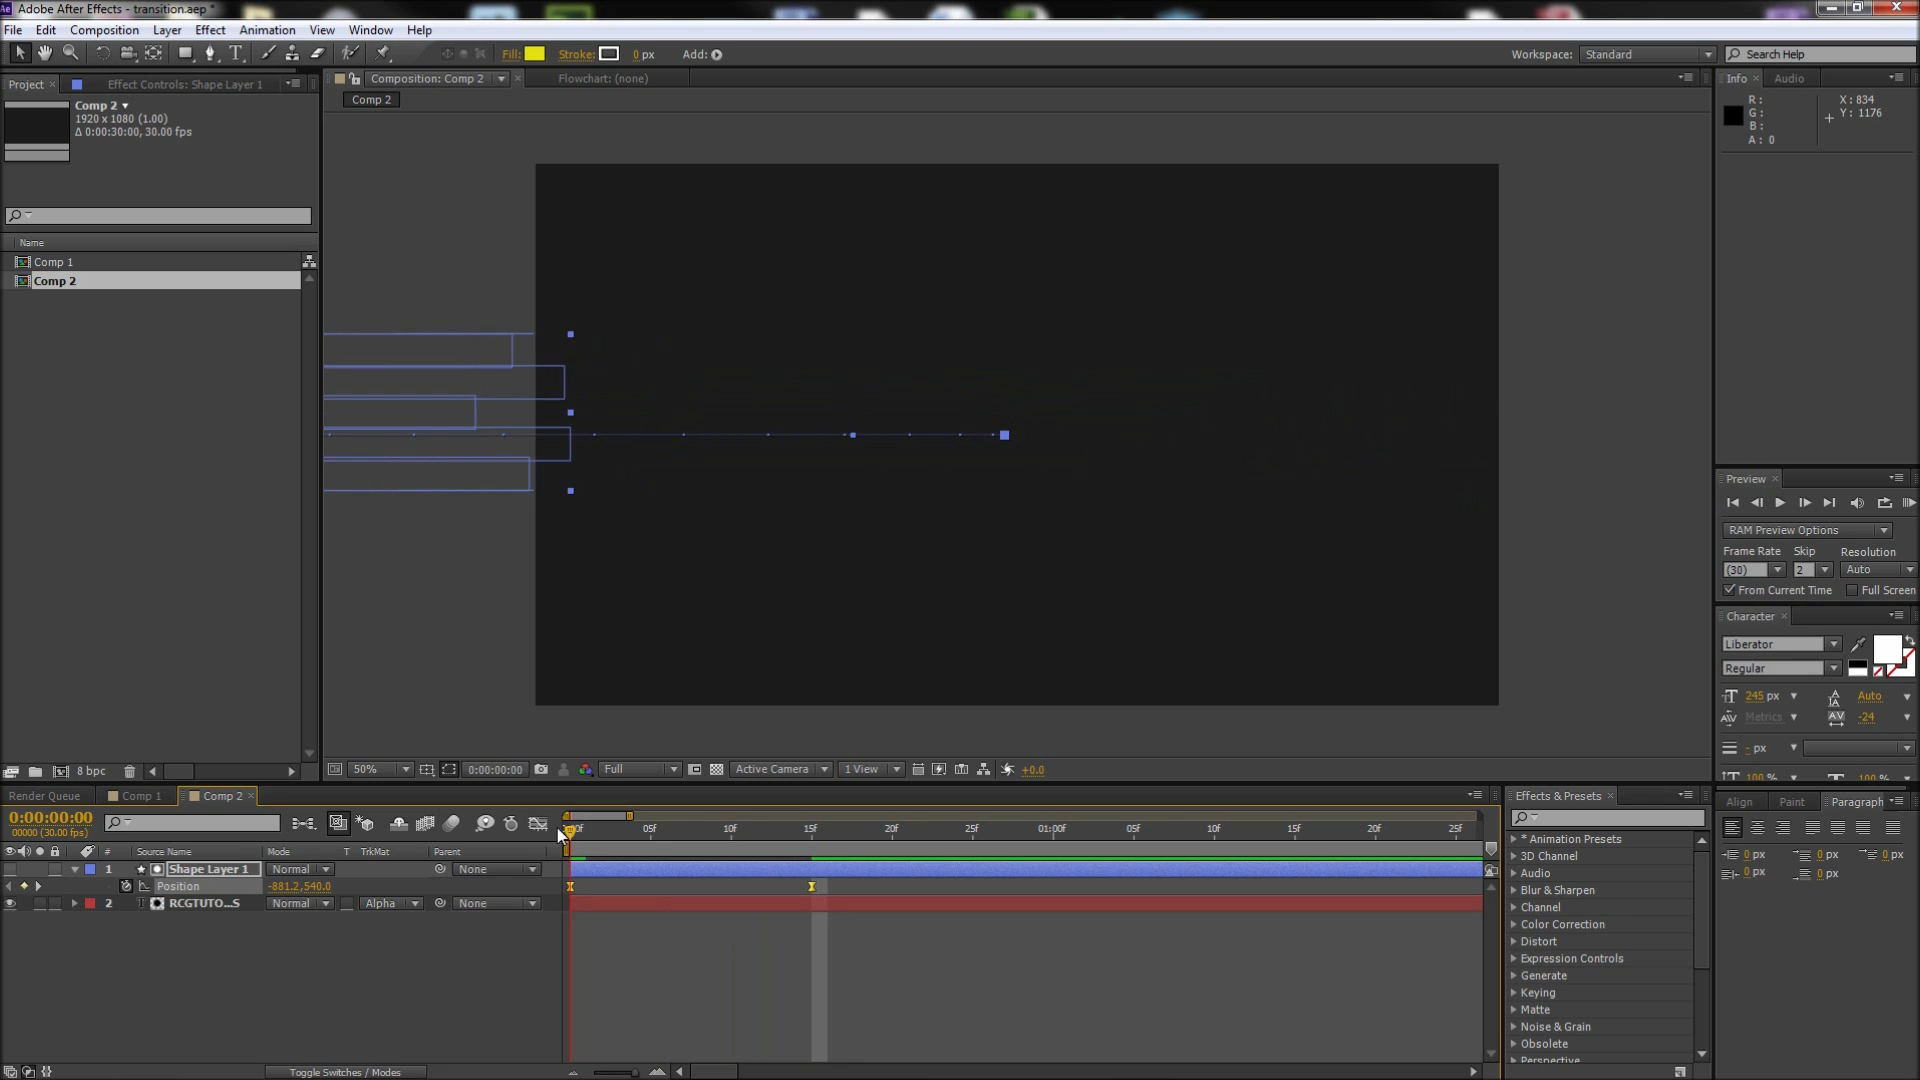 Adobe After Effects - transition.aep *
File Edit Composition Layer Effect Animation View Window Help
Fill: Stroke: 0 px Add: Workspace: Standard Search Help
Project × Effect Controls: Shape Layer 1
Composition: Comp 2 Flowchart: (none)
Info × Audio
Comp 2
1920 x 1080 (1.00)
Δ 0:00:30:00, 30.00 fps
Comp 2
R:
G:
B:
A: 0
X: 834
Y: 1176
Name
Comp 1
Comp 2
Preview ×
RAM Preview Options
Frame Rate Skip Resolution
(30) 2 Auto
From Current Time Full Screen
Character ×
Liberator
Regular
245 px Auto
Metrics -24
- px
100 % 100 %
8 bpc
50% 0:00:00:00 Full Active Camera 1 View +0.0
Render Queue Comp 1 Comp 2 ×
0:00:00:00
00000 (30.00 fps)
05f 10f 15f 20f 25f 01:00f 05f 10f 15f 20f 25f
# Source Name Mode T TrkMat Parent
1 Shape Layer 1 Normal None
Position -881.2,540.0
2 RCGTUTO...S Normal Alpha None
Toggle Switches / Modes
Effects & Presets ×
* Animation Presets
3D Channel
Audio
Blur & Sharpen
Channel
Color Correction
Distort
Expression Controls
Generate
Keying
Matte
Noise & Grain
Obsolete
Perspective
Align Paint Paragraph ×
0 px 0 px 0 px
0 px 0 px